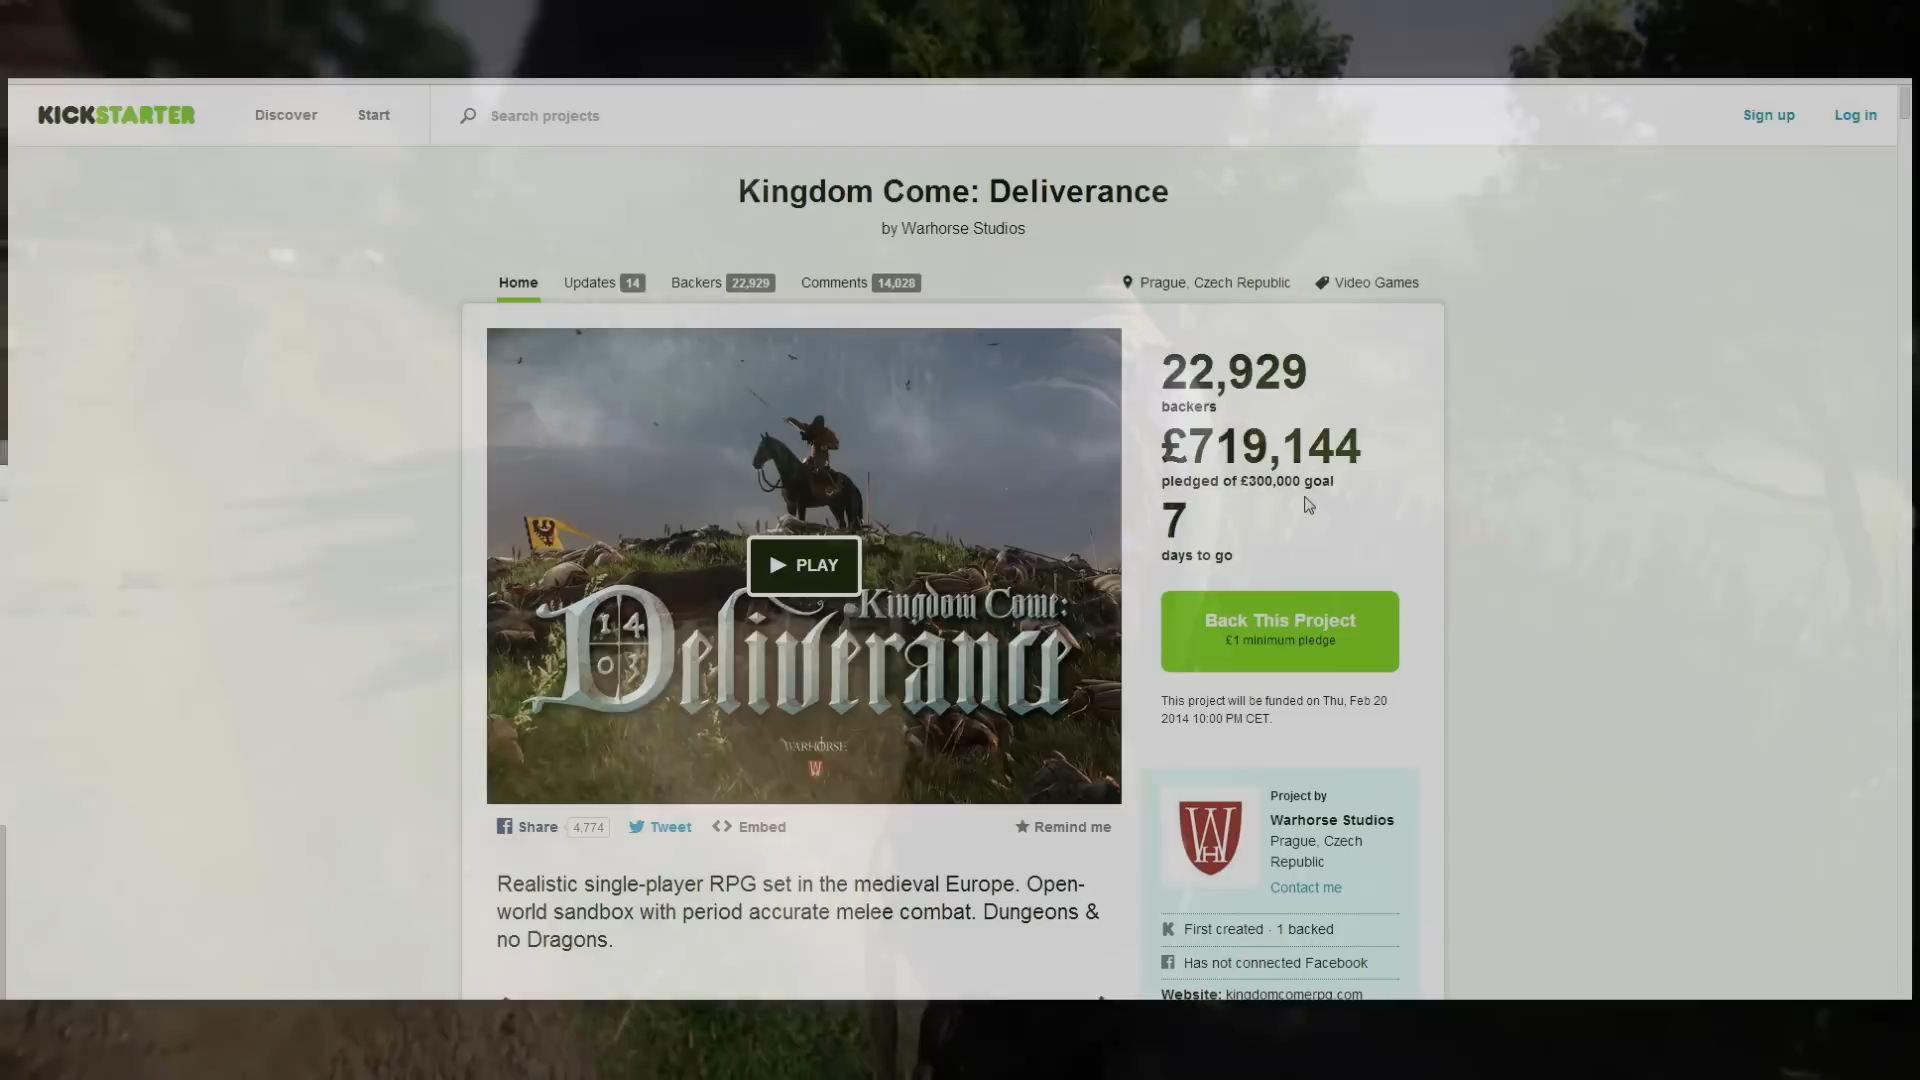 KICKSTARTER
Discover
Start
Search projects
Sign up
Log in
Kingdom Come: Deliverance
by Warhorse Studios
Home
Updates 14
Backers 22,929
Comments 14,028
Prague, Czech Republic
Video Games
22,929
backers
£719,144
pledged of £300,000 goal
7
days to go
PLAY
Kingdom Come:
14
03
Deliverance
WARHORSE
W
Back This Project
£1 minimum pledge
This project will be funded on Thu, Feb 20
2014 10:00 PM CET.
Share 4,774
Tweet
Embed
Remind me
Realistic single-player RPG set in the medieval Europe. Open-
world sandbox with period accurate melee combat. Dungeons &
no Dragons.
WH
Project by
Warhorse Studios
Prague, Czech
Republic
Contact me
K First created · 1 backed
Has not connected Facebook
Website: kingdomcomerpg.com